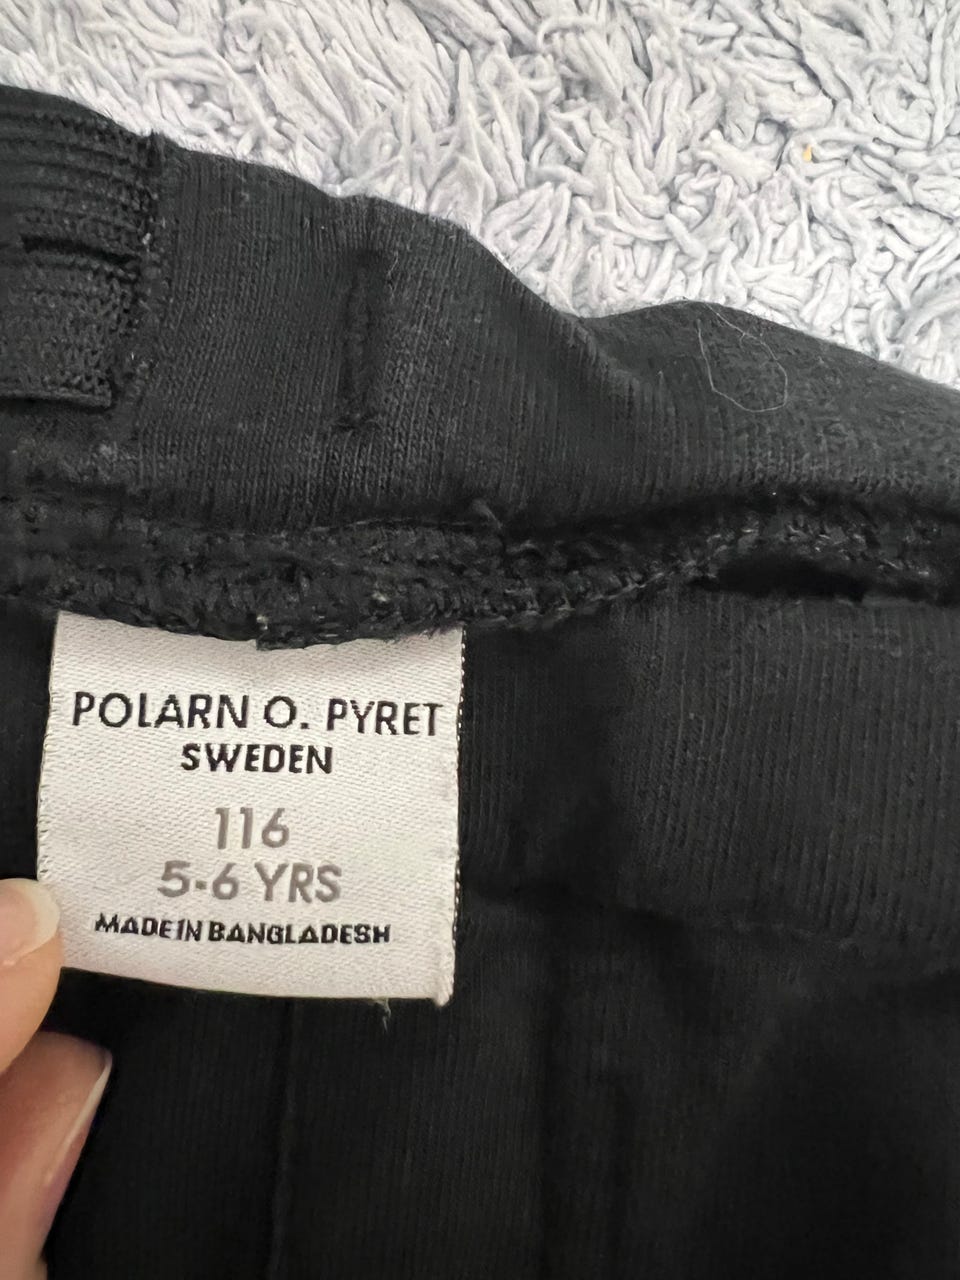 POLARN O. PYRET
SWEDEN
116
5-6 YRS
MADE IN BANGLADESH